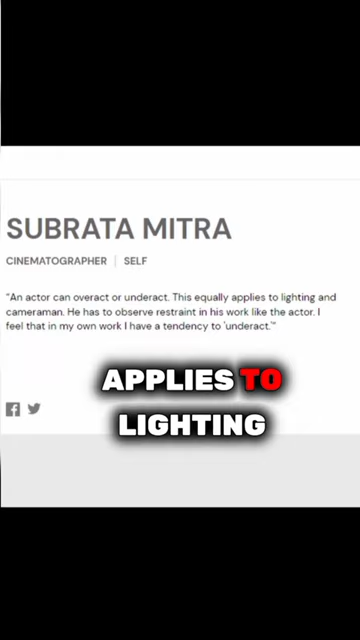 SUBRATA MITRA
CINEMATOGRAPHER | SELF
"An actor can overact or underact. This equally applies to lighting and
cameraman. He has to observe restraint in his work like the actor. I
feel that in my own work I have a tendency to 'underact.'"
APPLIES TO
LIGHTING